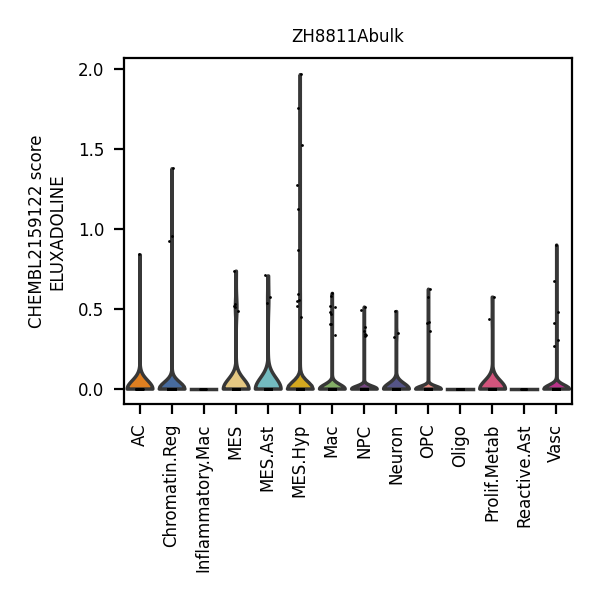 ZH8811Abulk
CHEMBL2159122 score
ELUXADOLINE
2.0
1.5
1.0
0.5
0.0
AC
Chromatin.Reg
Inflammatory.Mac
MES
MES.Ast
MES.Hyp
Mac
NPC
Neuron
OPC
Oligo
Prolif.Metab
Reactive.Ast
Vasc